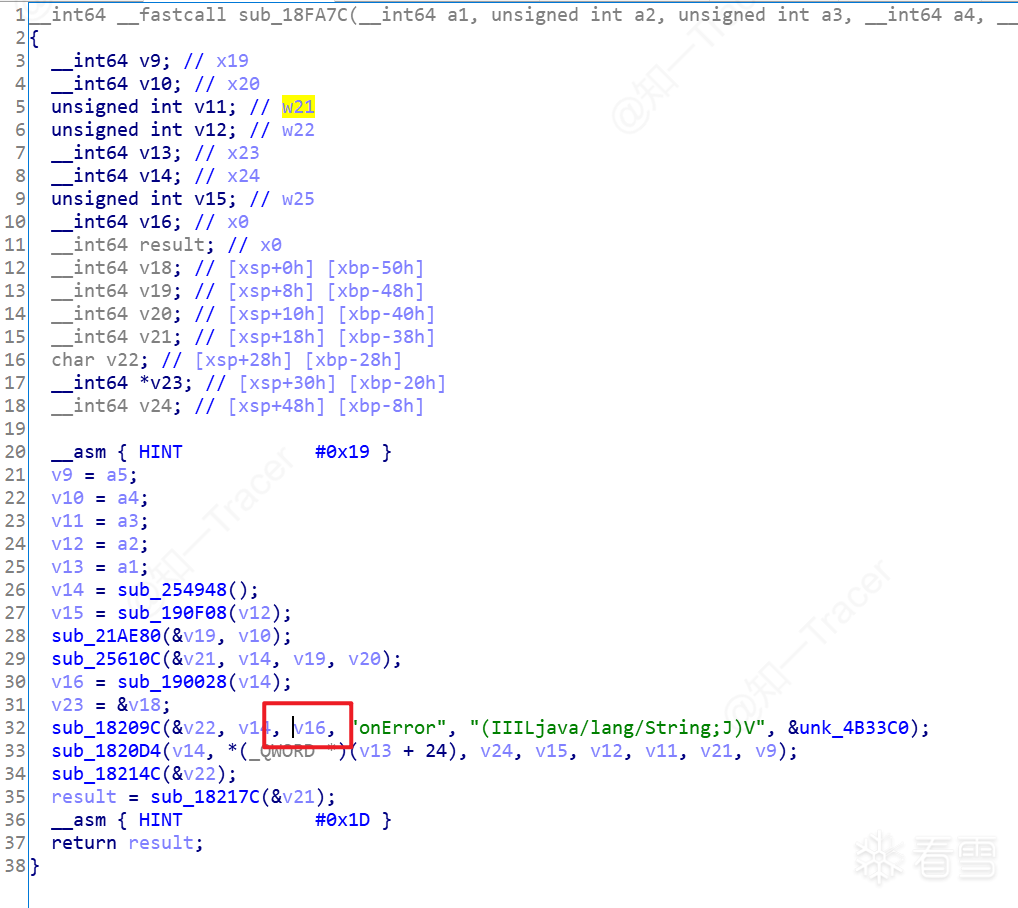 1 __int64 __fastcall sub_18FA7C(__int64 a1, unsigned int a2, unsigned int a3, __int64 a4, __
2 {
3 __int64 v9; // x19
4 __int64 v10; // x20
5 unsigned int v11; // w21
6 unsigned int v12; // w22
7 __int64 v13; // x23
8 __int64 v14; // x24
9 unsigned int v15; // w25
10 __int64 v16; // x0
11 __int64 result; // x0
12 __int64 v18; // [xsp+0h] [xbp-50h]
13 __int64 v19; // [xsp+8h] [xbp-48h]
14 __int64 v20; // [xsp+10h] [xbp-40h]
15 __int64 v21; // [xsp+18h] [xbp-38h]
16 char v22; // [xsp+28h] [xbp-28h]
17 __int64 *v23; // [xsp+30h] [xbp-20h]
18 __int64 v24; // [xsp+48h] [xbp-8h]
19
20 __asm { HINT #0x19 }
21 v9 = a5;
22 v10 = a4;
23 v11 = a3;
24 v12 = a2;
25 v13 = a1;
26 v14 = sub_254948();
27 v15 = sub_190F08(v12);
28 sub_21AE80(&v19, v10);
29 sub_25610C(&v21, v14, v19, v20);
30 v16 = sub_190028(v14);
31 v23 = &v18;
32 sub_18209C(&v22, v14, v16, "onError", "(IIILjava/lang/String;J)V", &unk_4B33C0);
33 sub_1820D4(v14, *(_QWORD *)(v13 + 24), v24, v15, v12, v11, v21, v9);
34 sub_18214C(&v22);
35 result = sub_18217C(&v21);
36 __asm { HINT #0x1D }
37 return result;
38 }
@知一Tracer
知一Tracer
@知一Tracer
看雪